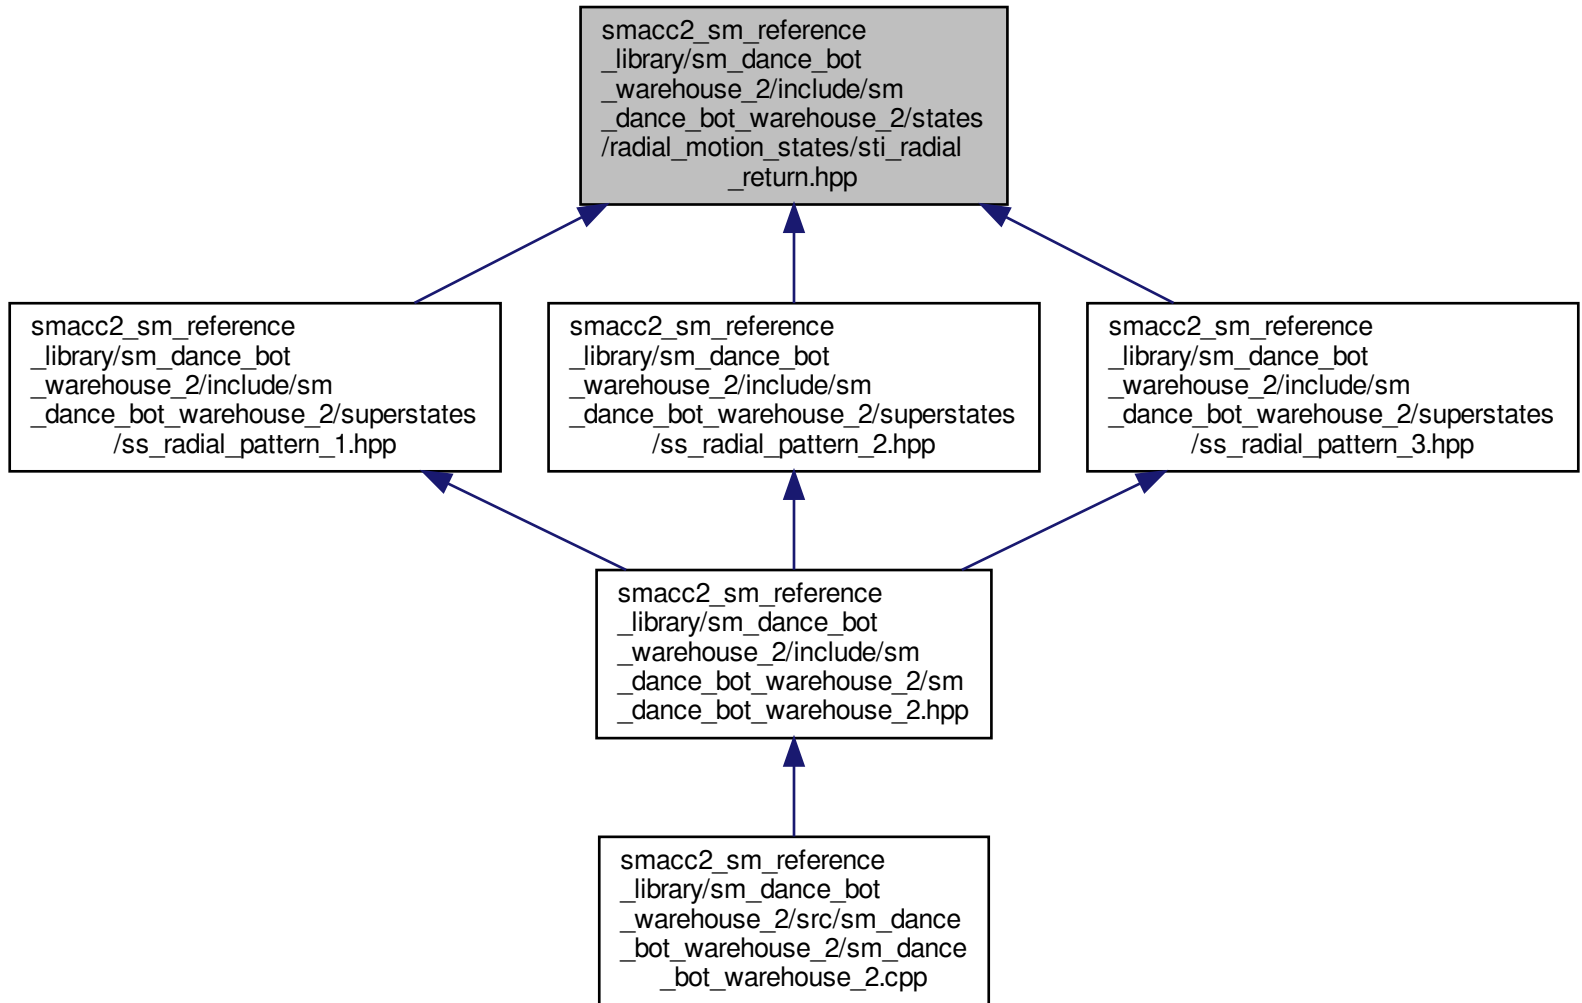 smacc2_sm_reference
_library/sm_dance_bot
_warehouse_2/include/sm
_dance_bot_warehouse_2/states
/radial_motion_states/sti_radial
_return.hpp
smacc2_sm_reference
_library/sm_dance_bot
_warehouse_2/include/sm
_dance_bot_warehouse_2/superstates
/ss_radial_pattern_1.hpp
smacc2_sm_reference
_library/sm_dance_bot
_warehouse_2/include/sm
_dance_bot_warehouse_2/superstates
/ss_radial_pattern_2.hpp
smacc2_sm_reference
_library/sm_dance_bot
_warehouse_2/include/sm
_dance_bot_warehouse_2/superstates
/ss_radial_pattern_3.hpp
smacc2_sm_reference
_library/sm_dance_bot
_warehouse_2/include/sm
_dance_bot_warehouse_2/sm
_dance_bot_warehouse_2.hpp
smacc2_sm_reference
_library/sm_dance_bot
_warehouse_2/src/sm_dance
_bot_warehouse_2/sm_dance
_bot_warehouse_2.cpp